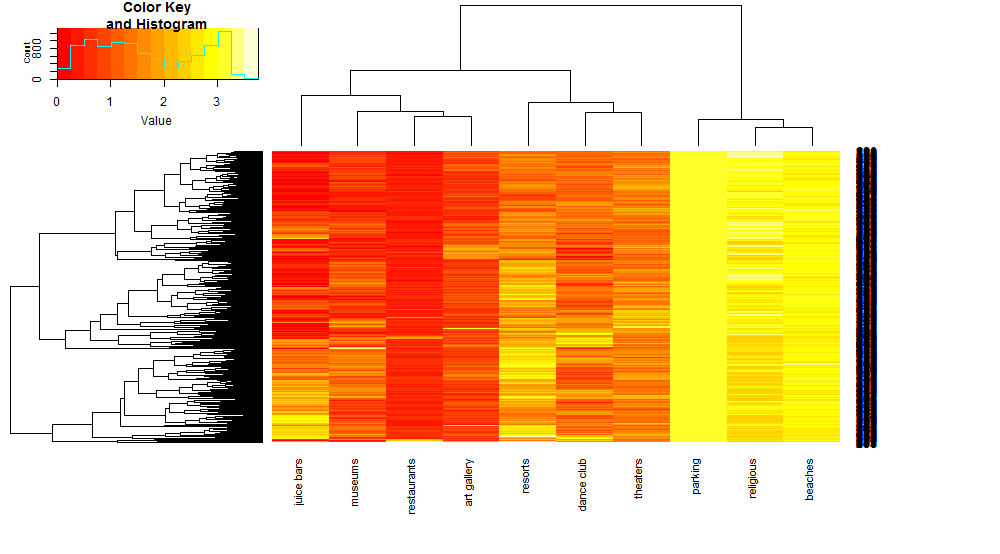 Color Key
and Histogram
Count
0
800
0
1
2
3
Value
juice bars
museums
restaurants
art gallery
resorts
dance club
theaters
parking
religious
beaches